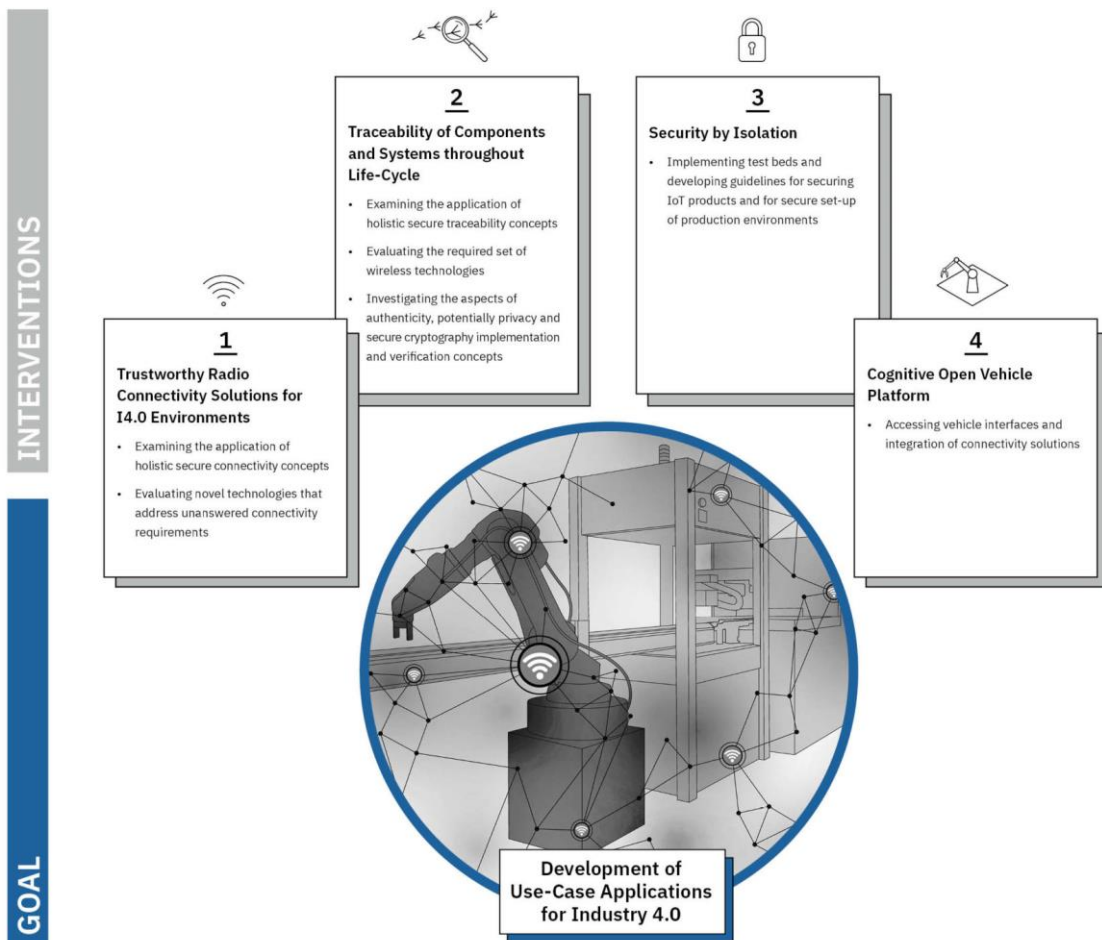 INTERVENTIONS
GOAL
1
Trustworthy Radio
Connectivity Solutions for
I4.0 Environments
• Examining the application of
holistic secure connectivity concepts
• Evaluating novel technologies that
address unanswered connectivity
requirements
2
Traceability of Components
and Systems throughout
Life-Cycle
• Examining the application of
holistic secure traceability concepts
• Evaluating the required set of
wireless technologies
• Investigating the aspects of
authenticity, potentially privacy and
secure cryptography implementation
and verification concepts
3
Security by Isolation
• Implementing test beds and
developing guidelines for securing
IoT products and for secure set-up
of production environments
4
Cognitive Open Vehicle
Platform
• Accessing vehicle interfaces and
integration of connectivity solutions
Development of
Use-Case Applications
for Industry 4.0